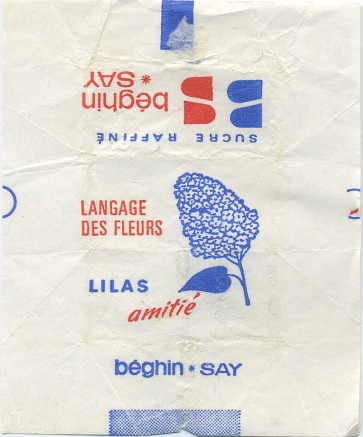 béghin
* SAY
SUCRE RAFFINÉ
LANGAGE
DES FLEURS
LILAS
amitié
béghin * SAY